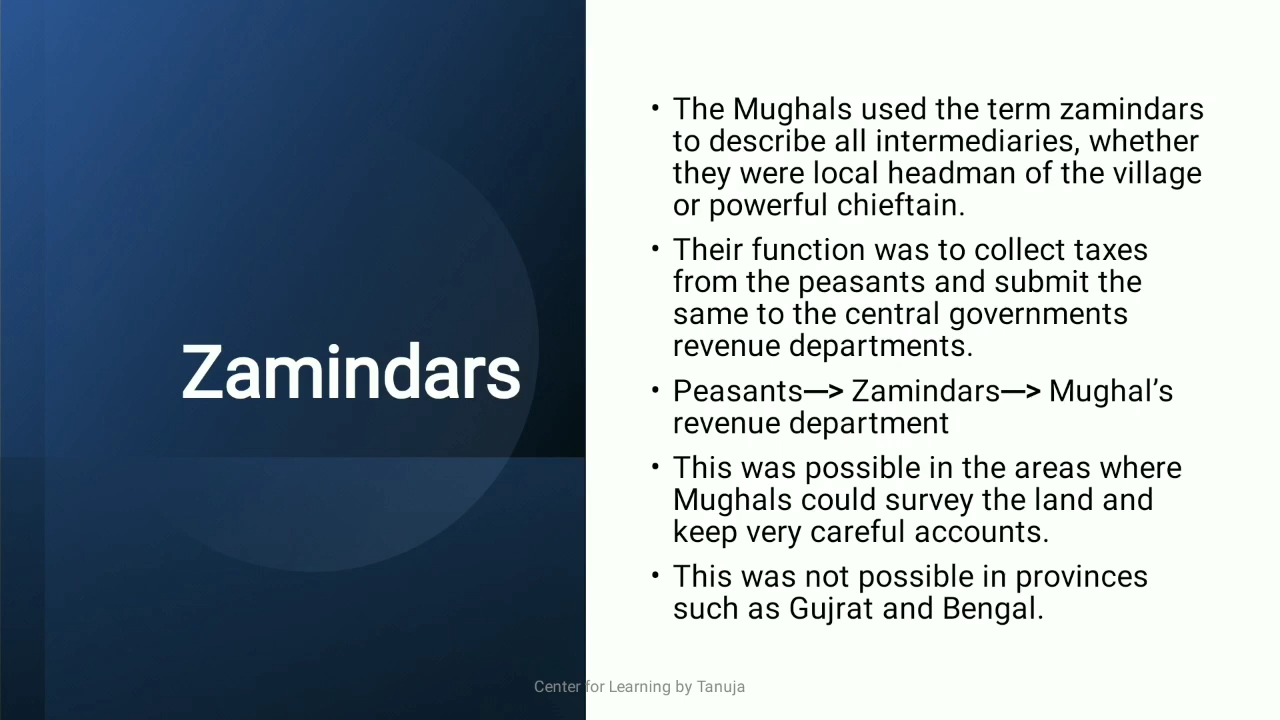 Zamindars
• The Mughals used the term zamindars
to describe all intermediaries, whether
they were local headman of the village
or powerful chieftain.
• Their function was to collect taxes
from the peasants and submit the
same to the central governments
revenue departments.
• Peasants—> Zamindars—> Mughal’s
revenue department
• This was possible in the areas where
Mughals could survey the land and
keep very careful accounts.
• This was not possible in provinces
such as Gujrat and Bengal.
Center for Learning by Tanuja